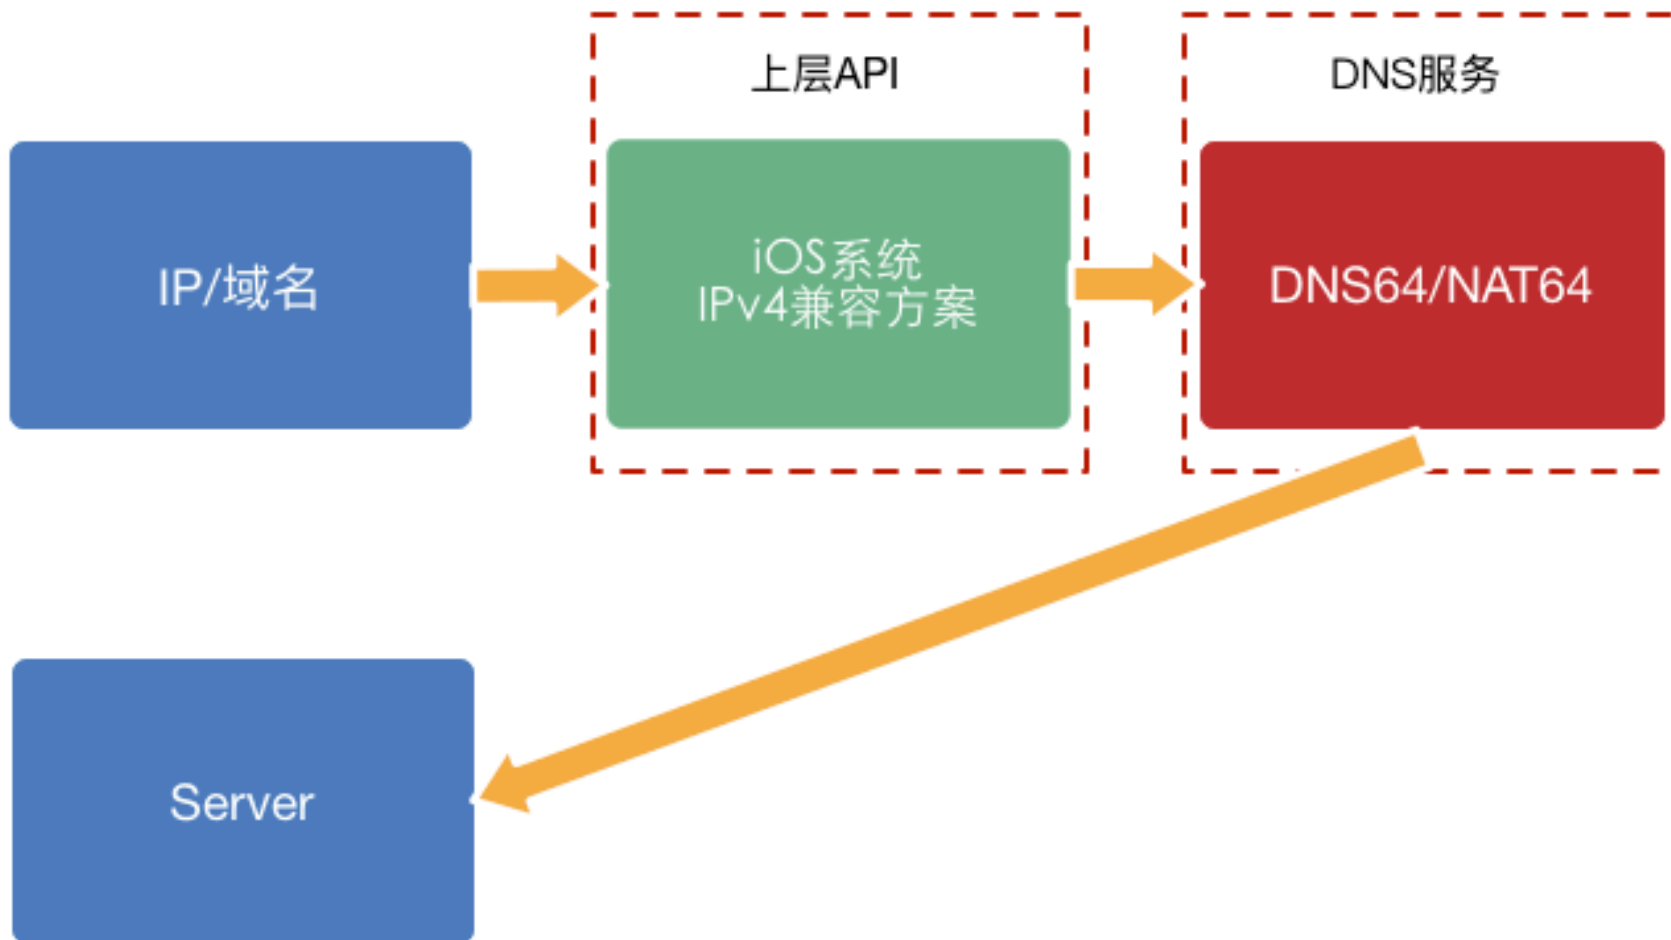 上层API
DNS服务
IP/域名
iOS系统
IPv4兼容方案
DNS64/NAT64
Server